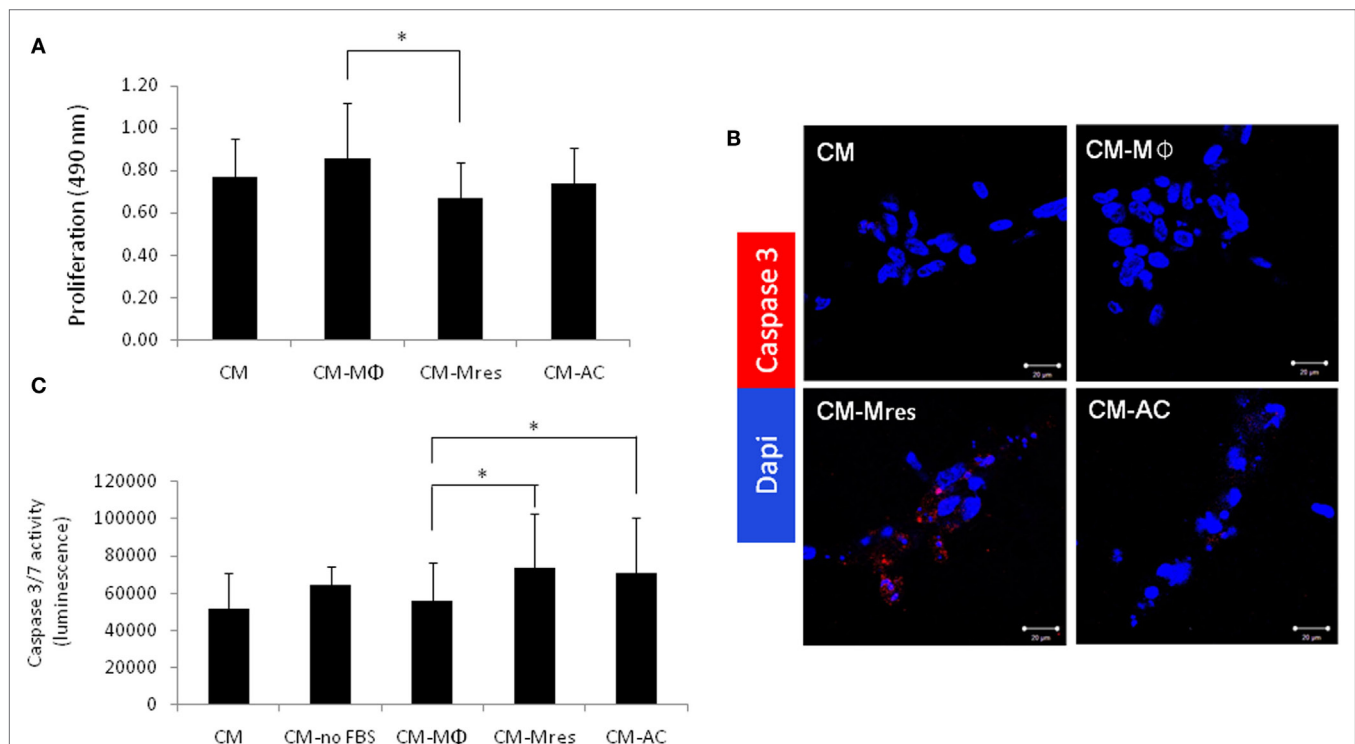 A
*
Proliferation (490 nm)
1.20
1.00
0.80
0.60
0.40
0.20
0.00
CM
CM-MΦ
CM-Mres
CM-AC
B
CM
CM-MΦ
20 µm
20 µm
Caspase 3
Dapi
CM-Mres
CM-AC
20 µm
20 µm
C
*
*
Caspase 3/7 activity
(luminescence)
120000
100000
80000
60000
40000
20000
0
CM
CM-no FBS
CM-MΦ
CM-Mres
CM-AC